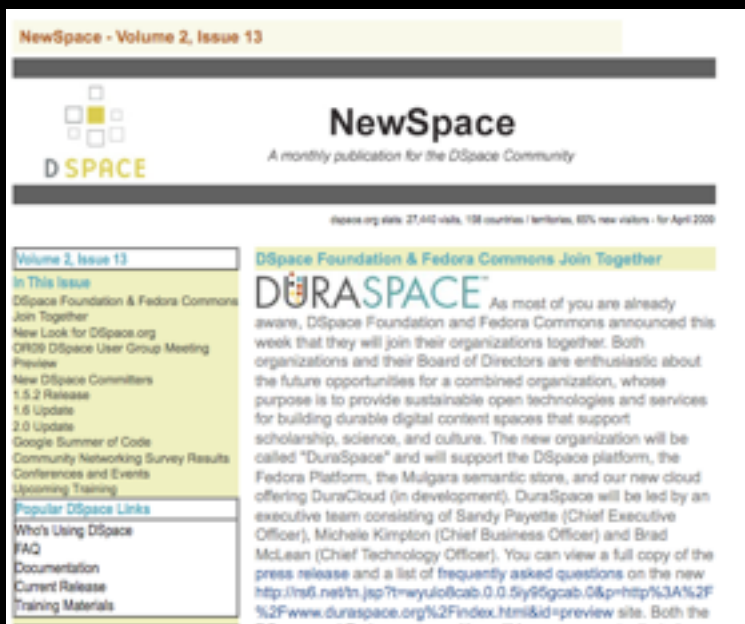 NewSpace - Volume 2, Issue 13
DSPACE
NewSpace
A monthly publication for the DSpace Community
dspace.org stats: 27,440 visits, 108 countries / territories, 65% new visitors - for April 2009
Volume 2, Issue 13
In This Issue
DSpace Foundation & Fedora Commons
Join Together
New Look for DSpace.org
OR09 DSpace User Group Meeting
Preview
New DSpace Committers
1.5.2 Release
1.6 Update
2.0 Update
Google Summer of Code
Community Networking Survey Results
Conferences and Events
Upcoming Training
Popular DSpace Links
Who's Using DSpace
FAQ
Documentation
Current Release
Training Materials
DSpace Foundation & Fedora Commons Join Together
DURASPACE™ As most of you are already
aware, DSpace Foundation and Fedora Commons announced this
week that they will join their organizations together. Both
organizations and their Board of Directors are enthusiastic about
the future opportunities for a combined organization, whose
purpose is to provide sustainable open technologies and services
for building durable digital content spaces that support
scholarship, science, and culture. The new organization will be
called "DuraSpace" and will support the DSpace platform, the
Fedora Platform, the Mulgara semantic store, and our new cloud
offering DuraCloud (in development). DuraSpace will be led by an
executive team consisting of Sandy Payette (Chief Executive
Officer), Michele Kimpton (Chief Business Officer) and Brad
McLean (Chief Technology Officer). You can view a full copy of the
press release and a list of frequently asked questions on the new
%2Fwww.duraspace.org%2Findex.html&id=preview site. Both the